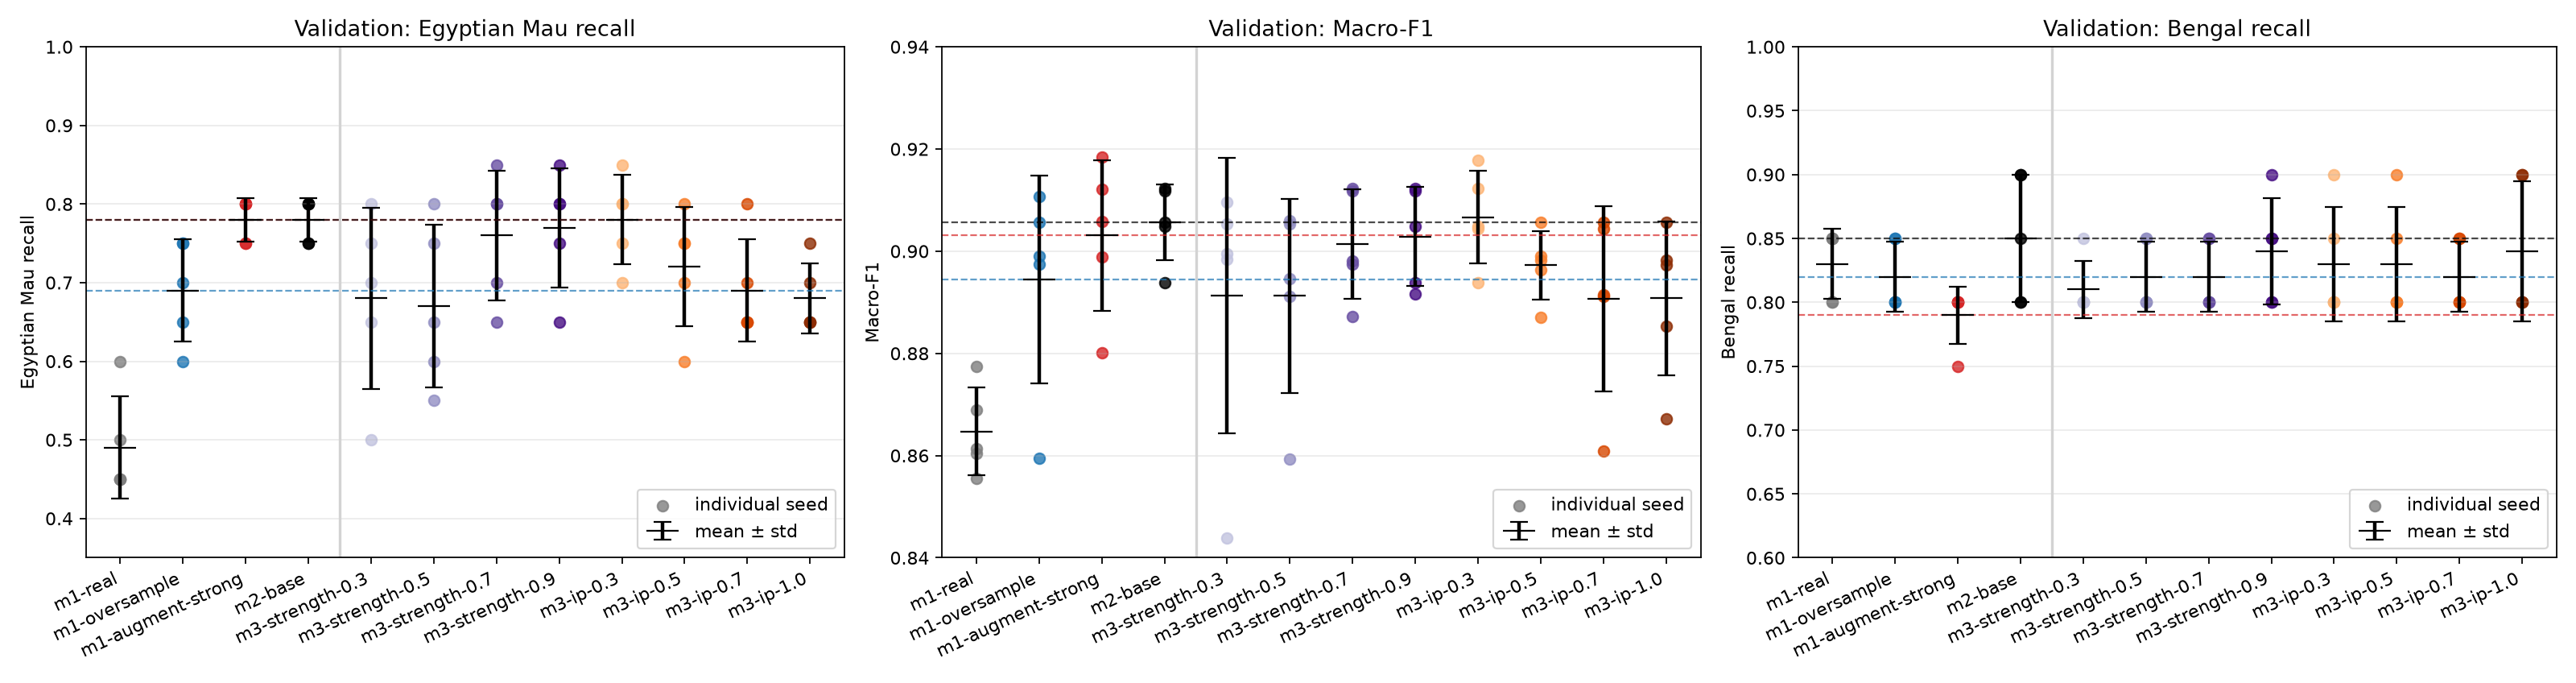 Validation: Egyptian Mau recall
Egyptian Mau recall
1.0
0.9
0.8
0.7
0.6
0.5
0.4
individual seed
mean ± std
m1-real
m1-oversample
m1-augment-strong
m2-base
m3-strength-0.3
m3-strength-0.5
m3-strength-0.7
m3-strength-0.9
m3-ip-0.3
m3-ip-0.5
m3-ip-0.7
m3-ip-1.0
Validation: Macro-F1
Macro-F1
0.94
0.92
0.90
0.88
0.86
0.84
individual seed
mean ± std
m1-real
m1-oversample
m1-augment-strong
m2-base
m3-strength-0.3
m3-strength-0.5
m3-strength-0.7
m3-strength-0.9
m3-ip-0.3
m3-ip-0.5
m3-ip-0.7
m3-ip-1.0
Validation: Bengal recall
Bengal recall
1.00
0.95
0.90
0.85
0.80
0.75
0.70
0.65
0.60
individual seed
mean ± std
m1-real
m1-oversample
m1-augment-strong
m2-base
m3-strength-0.3
m3-strength-0.5
m3-strength-0.7
m3-strength-0.9
m3-ip-0.3
m3-ip-0.5
m3-ip-0.7
m3-ip-1.0